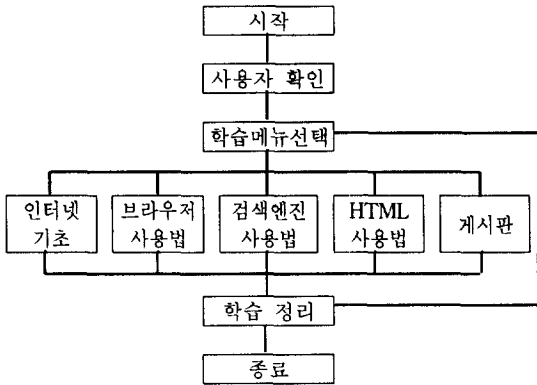 시작
사용자 확인
학습메뉴선택
인터넷
기초
브라우저
사용법
검색엔진
사용법
HTML
사용법
게시판
학습 정리
종료